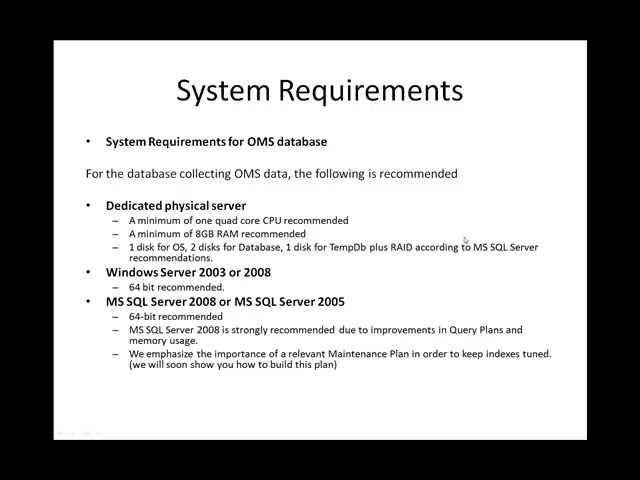 System Requirements
• System Requirements for OMS database
For the database collecting OMS data, the following is recommended
• Dedicated physical server
– A minimum of one quad core CPU recommended
– A minimum of 8GB RAM recommended
– 1 disk for OS, 2 disks for Database, 1 disk for TempDb plus RAID according to MS SQL Server
recommendations.
• Windows Server 2003 or 2008
– 64 bit recommended.
• MS SQL Server 2008 or MS SQL Server 2005
– 64-bit recommended
– MS SQL Server 2008 is strongly recommended due to improvements in Query Plans and
memory usage.
– We emphasize the importance of a relevant Maintenance Plan in order to keep indexes tuned.
(we will soon show you how to build this plan)